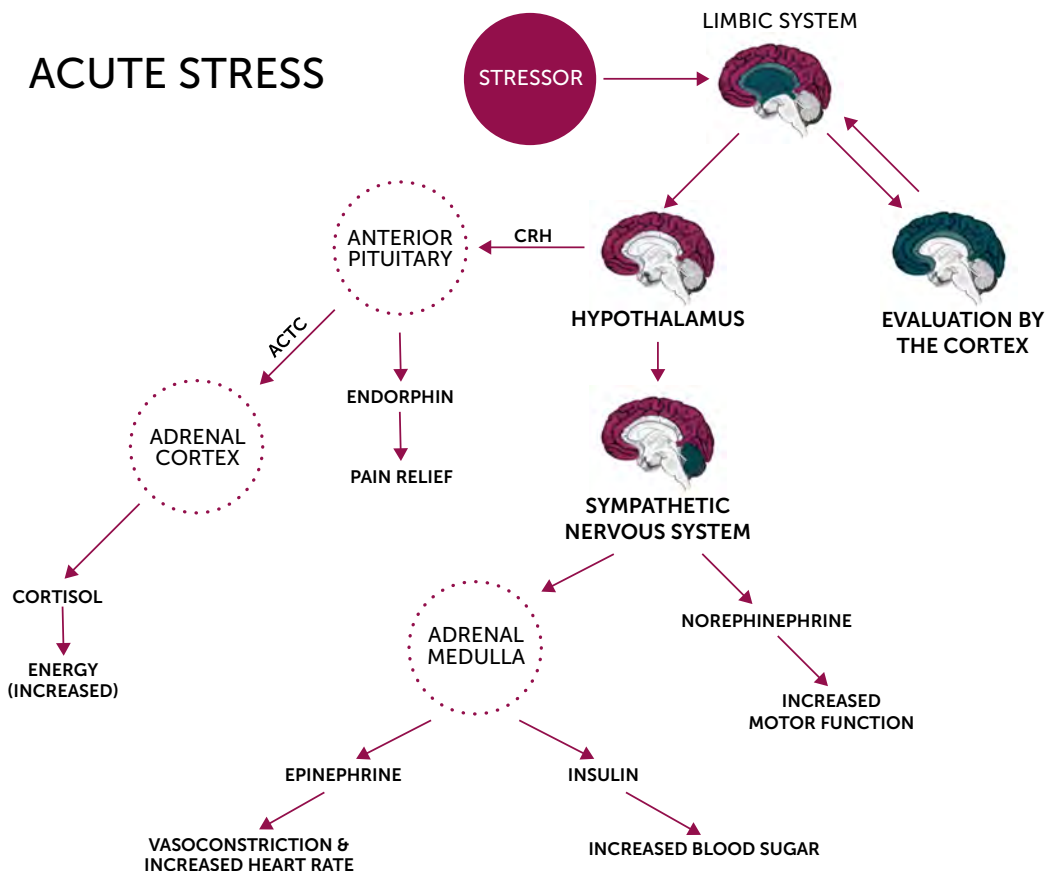 ACUTE STRESS
STRESSOR
LIMBIC SYSTEM
ANTERIOR
PITUITARY
CRH
HYPOTHALAMUS
EVALUATION BY
THE CORTEX
ACTC
ENDORPHIN
PAIN RELIEF
ADRENAL
CORTEX
SYMPATHETIC
NERVOUS SYSTEM
CORTISOL
ENERGY
(INCREASED)
ADRENAL
MEDULLA
NOREPHINEPHRINE
INCREASED
MOTOR FUNCTION
EPINEPHRINE
INSULIN
VASOCONSTRICTION &
INCREASED HEART RATE
INCREASED BLOOD SUGAR